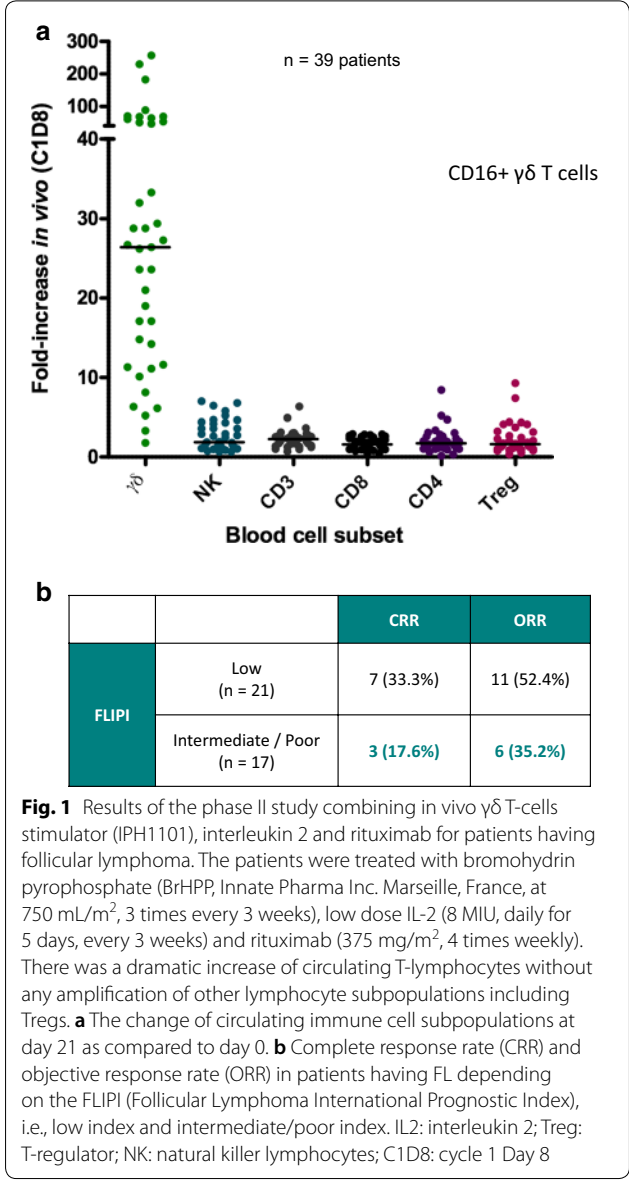 a
300
200
100
40
30
20
10
0
Fold-increase in vivo (C1D8)
n = 39 patients
CD16+ γδ T cells
γδ
NK
CD3
CD8
CD4
Treg
Blood cell subset
b
CRR
ORR
FLIPI
Low
(n = 21)
7 (33.3%)
11 (52.4%)
Intermediate / Poor
(n = 17)
3 (17.6%)
6 (35.2%)
Fig. 1 Results of the phase II study combining in vivo γδ T-cells
stimulator (IPH1101), interleukin 2 and rituximab for patients having
follicular lymphoma. The patients were treated with bromohydrin
pyrophosphate (BrHPP, Innate Pharma Inc. Marseille, France, at
750 mL/m², 3 times every 3 weeks), low dose IL-2 (8 MIU, daily for
5 days, every 3 weeks) and rituximab (375 mg/m², 4 times weekly).
There was a dramatic increase of circulating T-lymphocytes without
any amplification of other lymphocyte subpopulations including
Tregs. a The change of circulating immune cell subpopulations at
day 21 as compared to day 0. b Complete response rate (CRR) and
objective response rate (ORR) in patients having FL depending
on the FLIPI (Follicular Lymphoma International Prognostic Index),
i.e., low index and intermediate/poor index. IL2: interleukin 2; Treg:
T-regulator; NK: natural killer lymphocytes; C1D8: cycle 1 Day 8